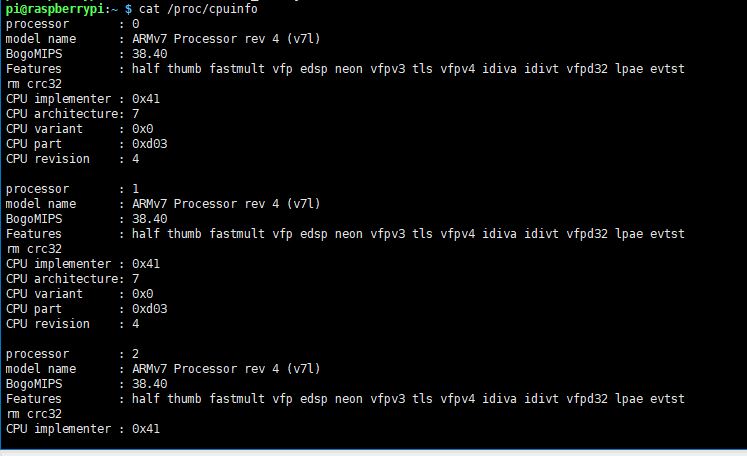 pi@raspberrypi:~ $ cat /proc/cpuinfo
processor       : 0
model name      : ARMv7 Processor rev 4 (v7l)
BogoMIPS        : 38.40
Features        : half thumb fastmult vfp edsp neon vfpv3 tls vfpv4 idiva idivt vfpd32 lpae evtst
rm crc32
CPU implementer : 0x41
CPU architecture: 7
CPU variant     : 0x0
CPU part        : 0xd03
CPU revision    : 4

processor       : 1
model name      : ARMv7 Processor rev 4 (v7l)
BogoMIPS        : 38.40
Features        : half thumb fastmult vfp edsp neon vfpv3 tls vfpv4 idiva idivt vfpd32 lpae evtst
rm crc32
CPU implementer : 0x41
CPU architecture: 7
CPU variant     : 0x0
CPU part        : 0xd03
CPU revision    : 4

processor       : 2
model name      : ARMv7 Processor rev 4 (v7l)
BogoMIPS        : 38.40
Features        : half thumb fastmult vfp edsp neon vfpv3 tls vfpv4 idiva idivt vfpd32 lpae evtst
rm crc32
CPU implementer : 0x41